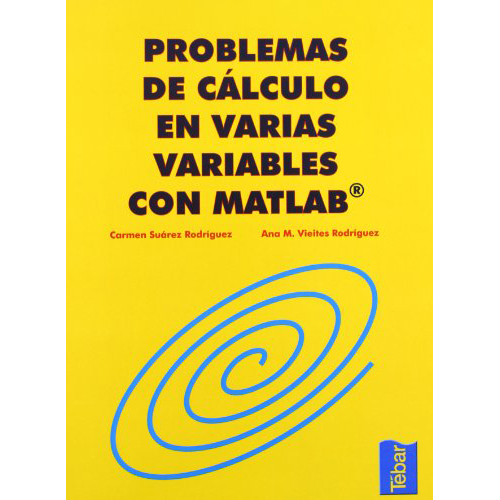 PROBLEMAS
DE CÁLCULO
EN VARIAS
VARIABLES
CON MATLAB®
Carmen Suárez Rodríguez Ana M. Vieites Rodríguez
Tébar